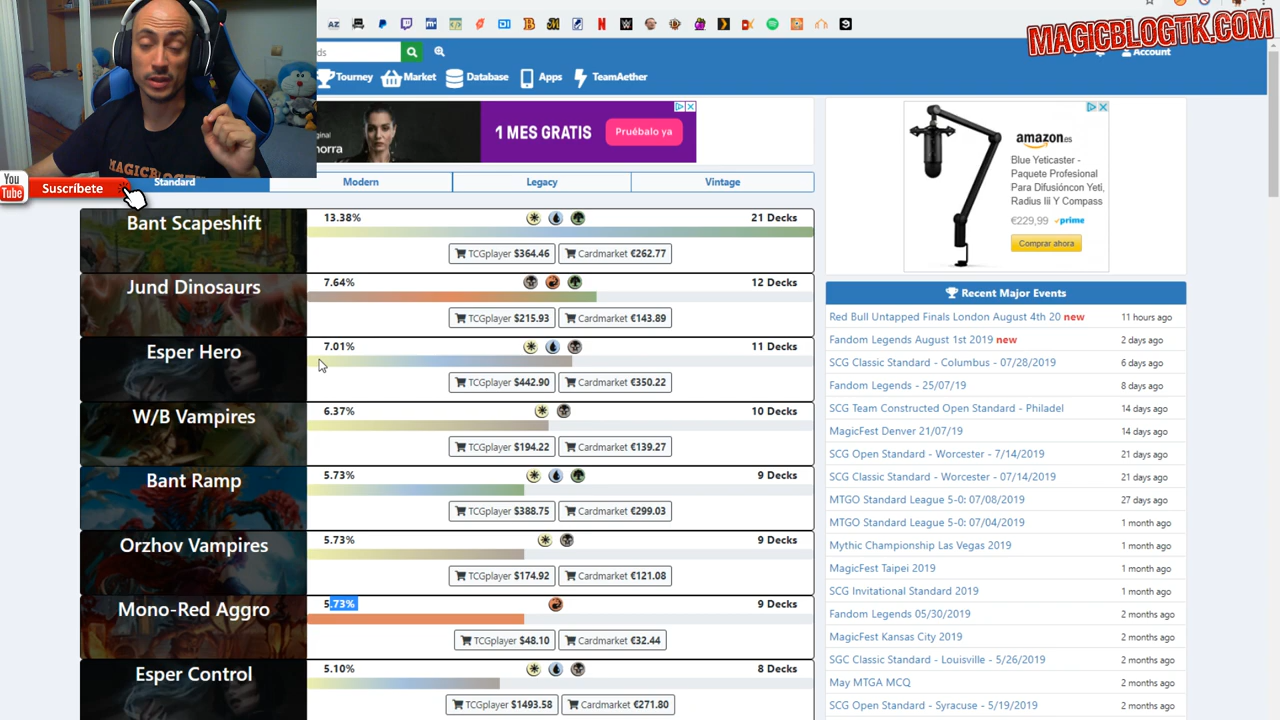 MAGICBLOGTK.COM
Account
ds
Tourney
Market
Database
Apps
TeamAether
ginal
horra
1 MES GRATIS
Pruébalo ya
amazon.es
Blue Yeticaster -
Paquete Profesional
Para Difusióncon Yeti,
Radius Iii Y Compass
€229,99 prime
Comprar ahora
MAGICBLOGTK
You
Tube
Suscríbete
Standard
Modern
Legacy
Vintage
Bant Scapeshift
13.38%
21 Decks
TCGplayer $364.46
Cardmarket €262.77
Jund Dinosaurs
7.64%
12 Decks
TCGplayer $215.93
Cardmarket €143.89
Esper Hero
7.01%
11 Decks
TCGplayer $442.90
Cardmarket €350.22
W/B Vampires
6.37%
10 Decks
TCGplayer $194.22
Cardmarket €139.27
Bant Ramp
5.73%
9 Decks
TCGplayer $388.75
Cardmarket €299.03
Orzhov Vampires
5.73%
9 Decks
TCGplayer $174.92
Cardmarket €121.08
Mono-Red Aggro
5.73%
9 Decks
TCGplayer $48.10
Cardmarket €32.44
Esper Control
5.10%
8 Decks
TCGplayer $1493.58
Cardmarket €271.80
Recent Major Events
Red Bull Untapped Finals London August 4th 20 new 11 hours ago
Fandom Legends August 1st 2019 new 2 days ago
SCG Classic Standard - Columbus - 07/28/2019 6 days ago
Fandom Legends - 25/07/19 8 days ago
SCG Team Constructed Open Standard - Philadel 14 days ago
MagicFest Denver 21/07/19 14 days ago
SCG Open Standard - Worcester - 7/14/2019 21 days ago
SCG Classic Standard - Worcester - 07/14/2019 21 days ago
MTGO Standard League 5-0: 07/08/2019 27 days ago
MTGO Standard League 5-0: 07/04/2019 1 month ago
Mythic Championship Las Vegas 2019 1 month ago
MagicFest Taipei 2019 1 month ago
SCG Invitational Standard 2019 1 month ago
Fandom Legends 05/30/2019 2 months ago
MagicFest Kansas City 2019 2 months ago
SGC Classic Standard - Louisville - 5/26/2019 2 months ago
May MTGA MCQ 2 months ago
SCG Open Standard - Syracuse - 5/19/2019 2 months ago